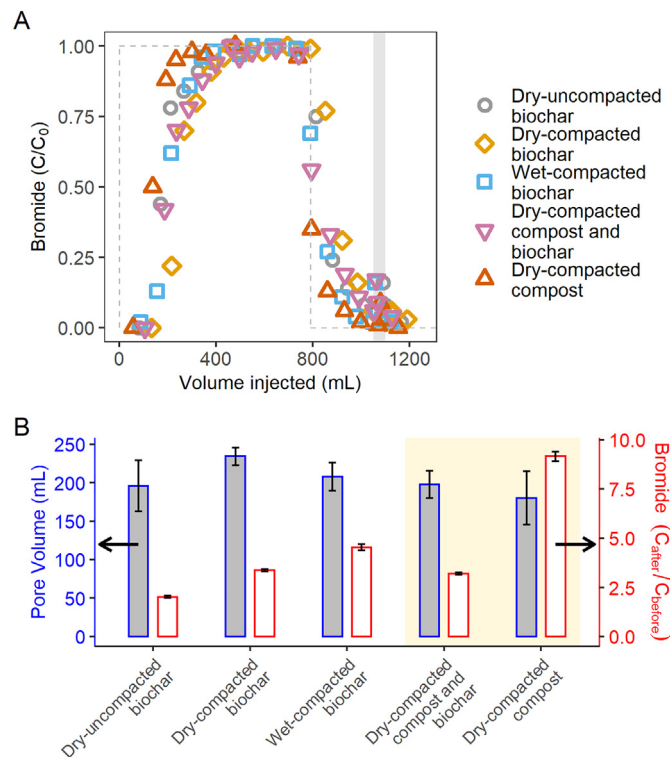 A
1.00
0.75
0.50
0.25
0.00
Bromide (C/C0)
0
400
800
1200
Volume injected (mL)
Dry-uncompacted
biochar
Dry-compacted
biochar
Wet-compacted
biochar
Dry-compacted
compost and
biochar
Dry-compacted
compost
B
250
200
150
100
50
0
Pore Volume (mL)
10.0
7.5
5.0
2.5
0.0
Bromide (Cafter/Cbefore)
Dry-uncompacted
biochar
Dry-compacted
biochar
Wet-compacted
biochar
Dry-compacted
compost and
biochar
Dry-compacted
compost